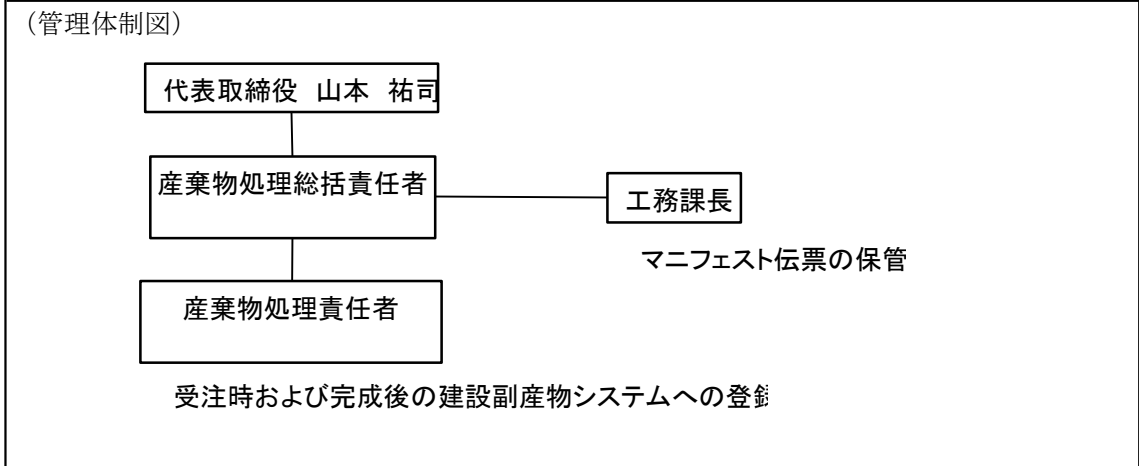 （管理体制図）
代表取締役　山本　祐司
産棄物処理総括責任者
工務課長
マニフェスト伝票の保管
産棄物処理責任者
受注時および完成後の建設副産物システムへの登録